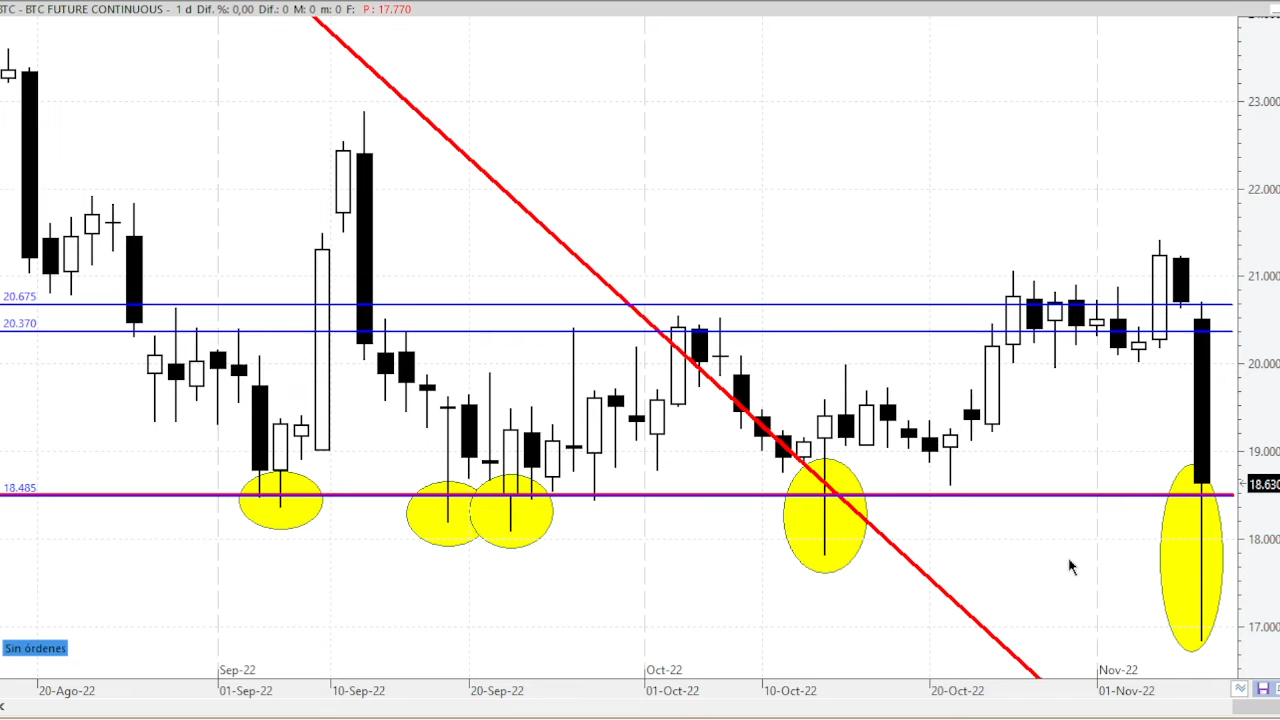 BTC - BTC FUTURE CONTINUOUS - 1 d Dif. %: 0,00 Dif.: 0 M: 0 m: 0 F: P : 17.770
23.000
22.000
21.000
20.675
20.370
20.000
19.000
18.485
18.630
18.000
17.000
Sin órdenes
Sep-22
Oct-22
Nov-22
20-Ago-22
01-Sep-22
10-Sep-22
20-Sep-22
01-Oct-22
10-Oct-22
20-Oct-22
01-Nov-22